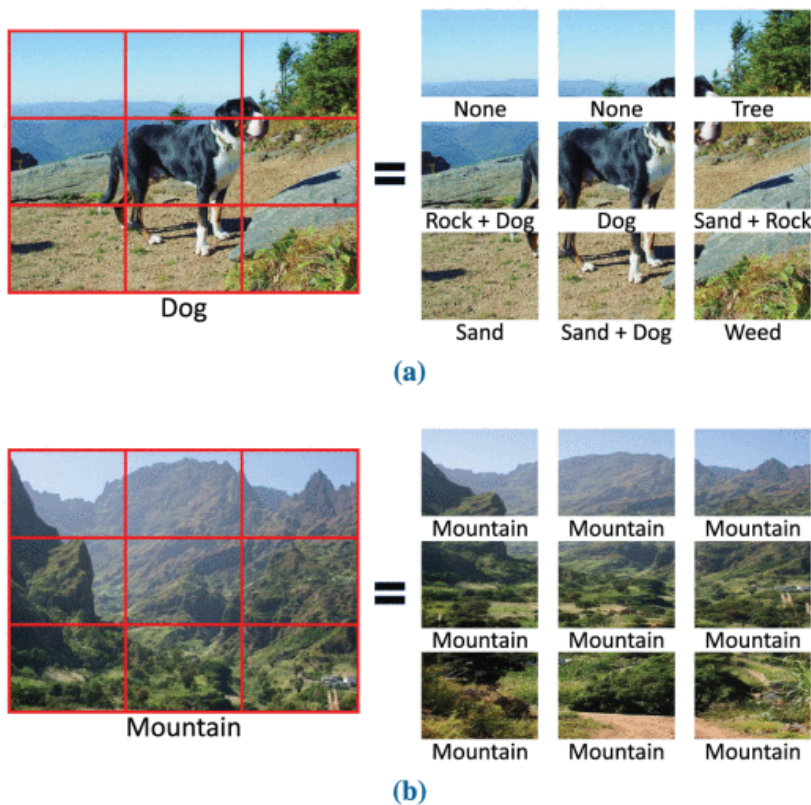 None None Tree
Rock + Dog Dog Sand + Rock
Dog
Sand Sand + Dog Weed
(a)
Mountain Mountain Mountain
Mountain Mountain Mountain
Mountain
Mountain Mountain Mountain
(b)